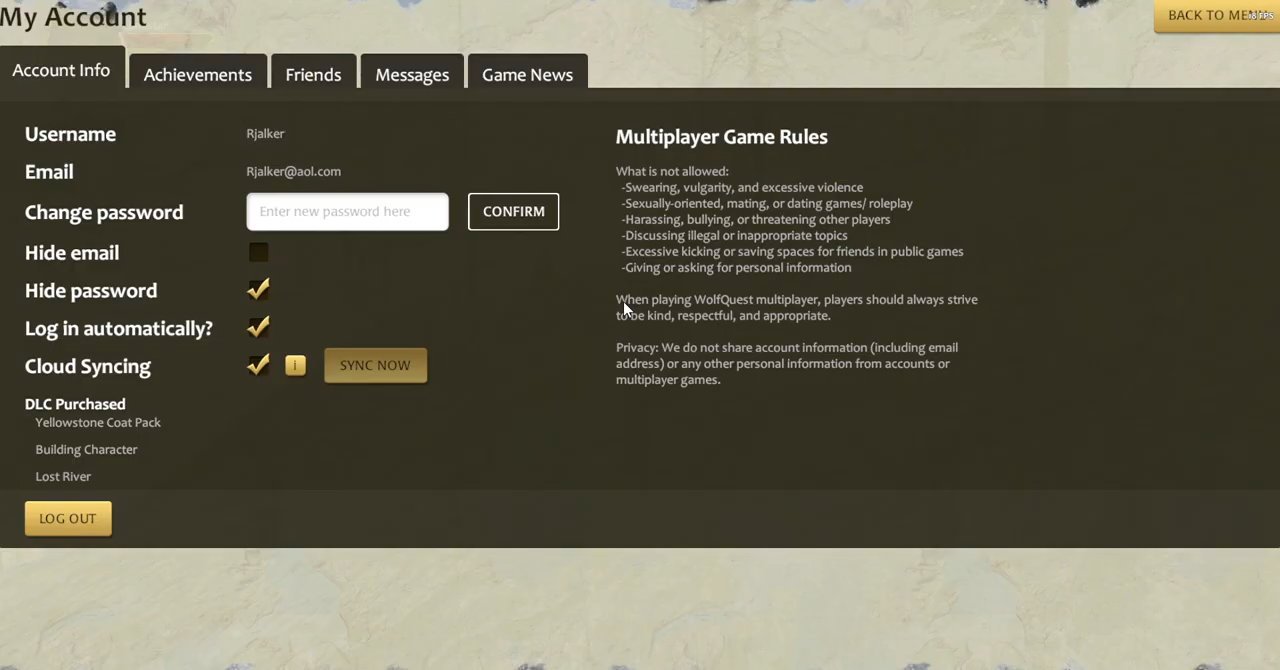 My Account
BACK TO MENU
18 FPS
Account Info
Achievements
Friends
Messages
Game News
Username
Rjalker
Email
Rjalker@aol.com
Change password
Enter new password here
CONFIRM
Hide email
Hide password
Log in automatically?
Cloud Syncing
i
SYNC NOW
DLC Purchased
Yellowstone Coat Pack
Building Character
Lost River
LOG OUT
Multiplayer Game Rules
What is not allowed:
-Swearing, vulgarity, and excessive violence
-Sexually-oriented, mating, or dating games/ roleplay
-Harassing, bullying, or threatening other players
-Discussing illegal or inappropriate topics
-Excessive kicking or saving spaces for friends in public games
-Giving or asking for personal information
When playing WolfQuest multiplayer, players should always strive
to be kind, respectful, and appropriate.
Privacy: We do not share account information (including email
address) or any other personal information from accounts or
multiplayer games.